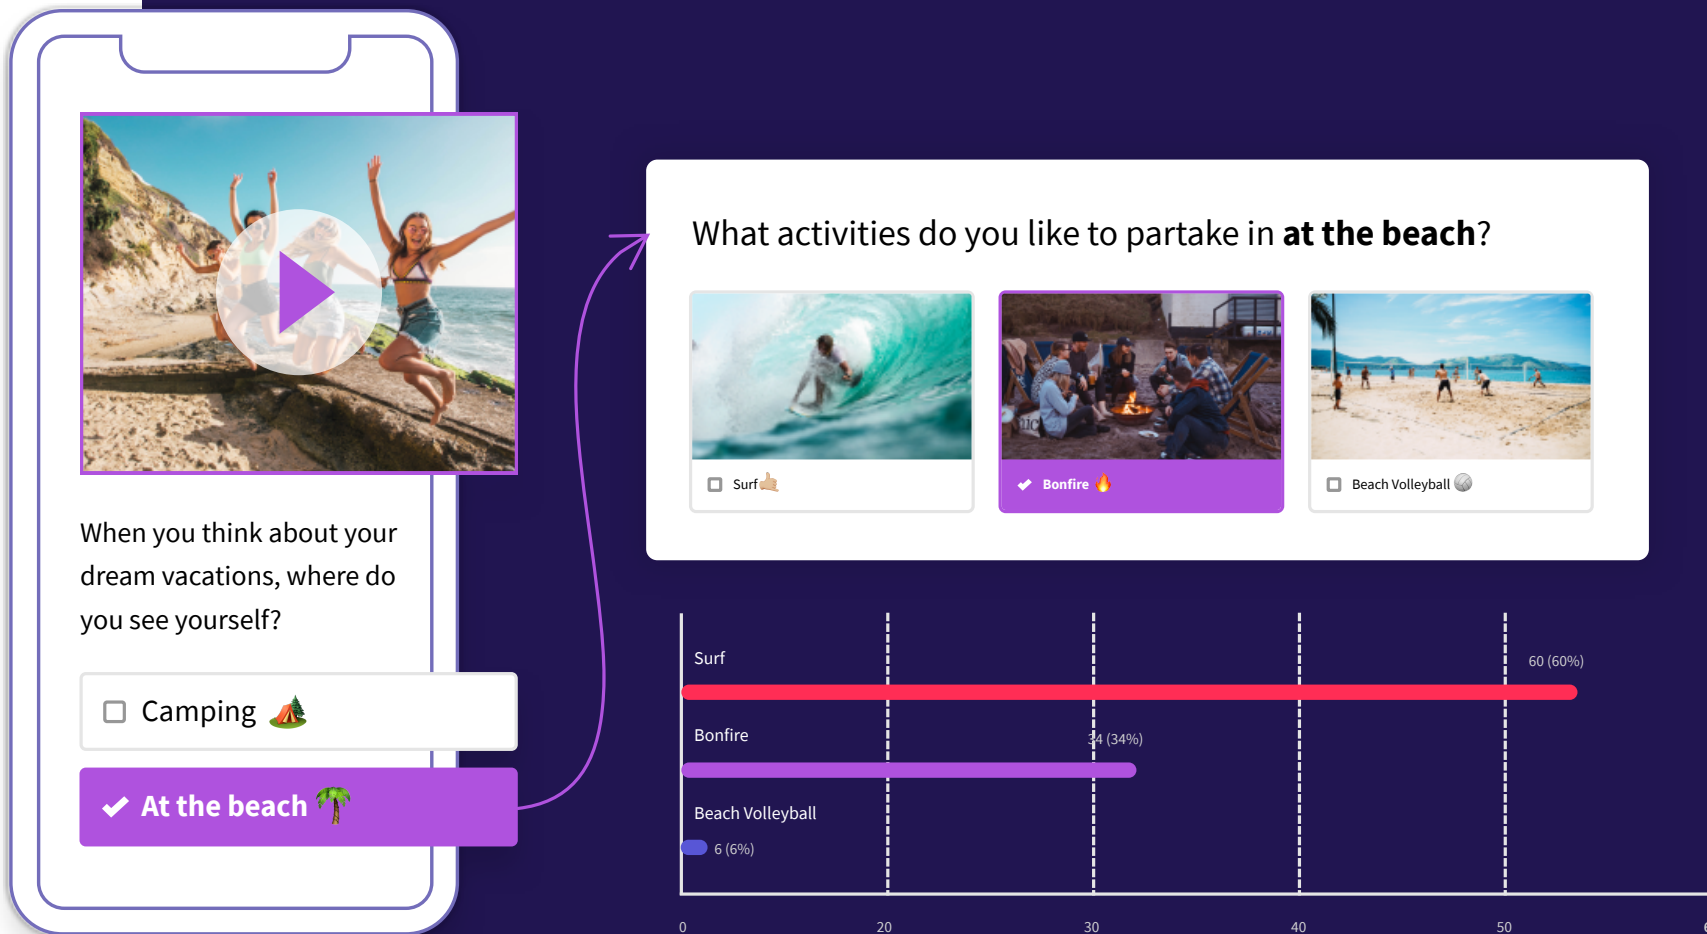 When you think about your
dream vacations, where do
you see yourself?
Camping 🏕️
At the beach 🌴
What activities do you like to partake in at the beach?
Surf🤙🏼
Bonfire 🔥
Beach Volleyball 🏐
Surf
60 (60%)
Bonfire
34 (34%)
Beach Volleyball
6 (6%)
0 20 30 40 50